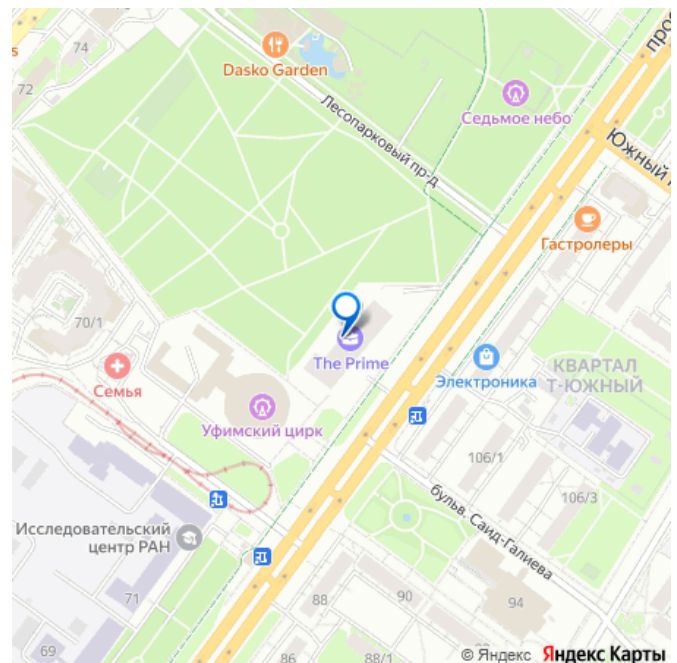 74
72
Dasko Garden
Лесопарковый пр-д
Седьмое небо
Южный
Гастролеры
70/1
Семья
The Prime
Электроника
КВАРТАЛ
Т-ЮЖНЫЙ
Уфимский цирк
106/1
106/3
бульв. Саид-Галиева
Исследовательский
центр РАН
71
69
88
90
94
86
88/1
© Яндекс Яндекс Карты